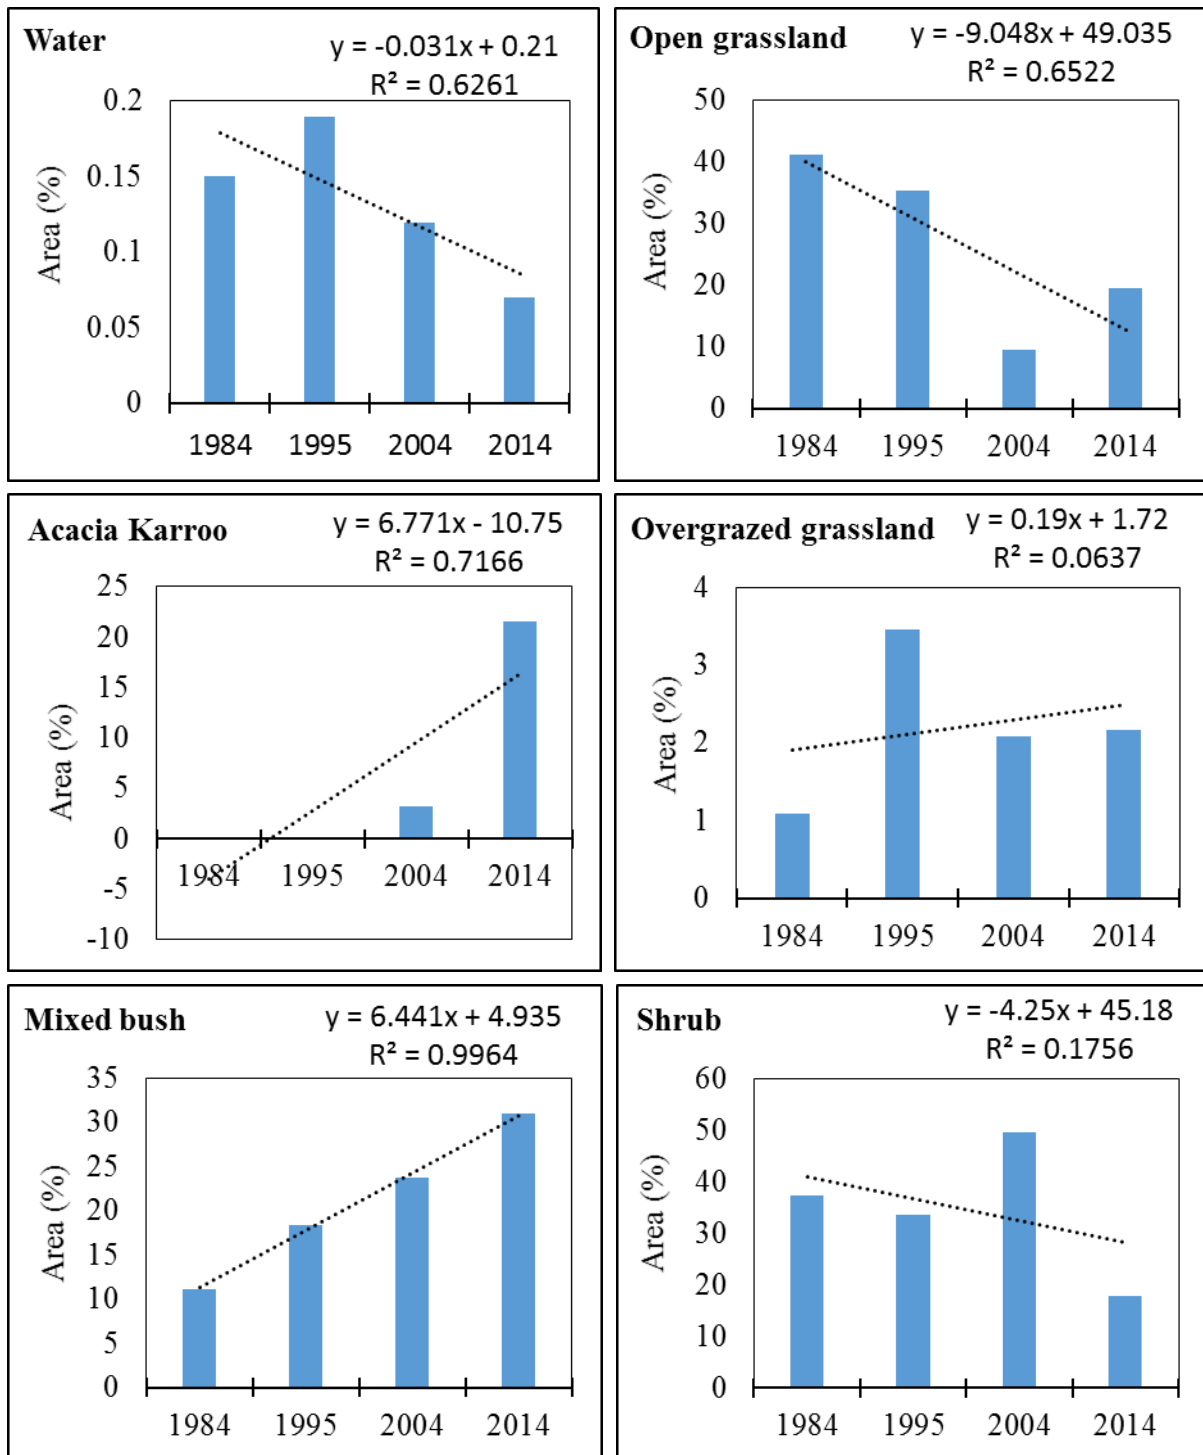 Water
y = -0.031x + 0.21
R² = 0.6261
Area (%)
0.2
0.15
0.1
0.05
0
1984 1995 2004 2014
Open grassland
y = -9.048x + 49.035
R² = 0.6522
Area (%)
50
40
30
20
10
0
1984 1995 2004 2014
Acacia Karroo
y = 6.771x - 10.75
R² = 0.7166
Area (%)
25
20
15
10
5
0
-5
-10
1984 1995 2004 2014
Overgrazed grassland
y = 0.19x + 1.72
R² = 0.0637
Area (%)
4
3
2
1
0
1984 1995 2004 2014
Mixed bush
y = 6.441x + 4.935
R² = 0.9964
Area (%)
35
30
25
20
15
10
5
0
1984 1995 2004 2014
Shrub
y = -4.25x + 45.18
R² = 0.1756
Area (%)
60
50
40
30
20
10
0
1984 1995 2004 2014